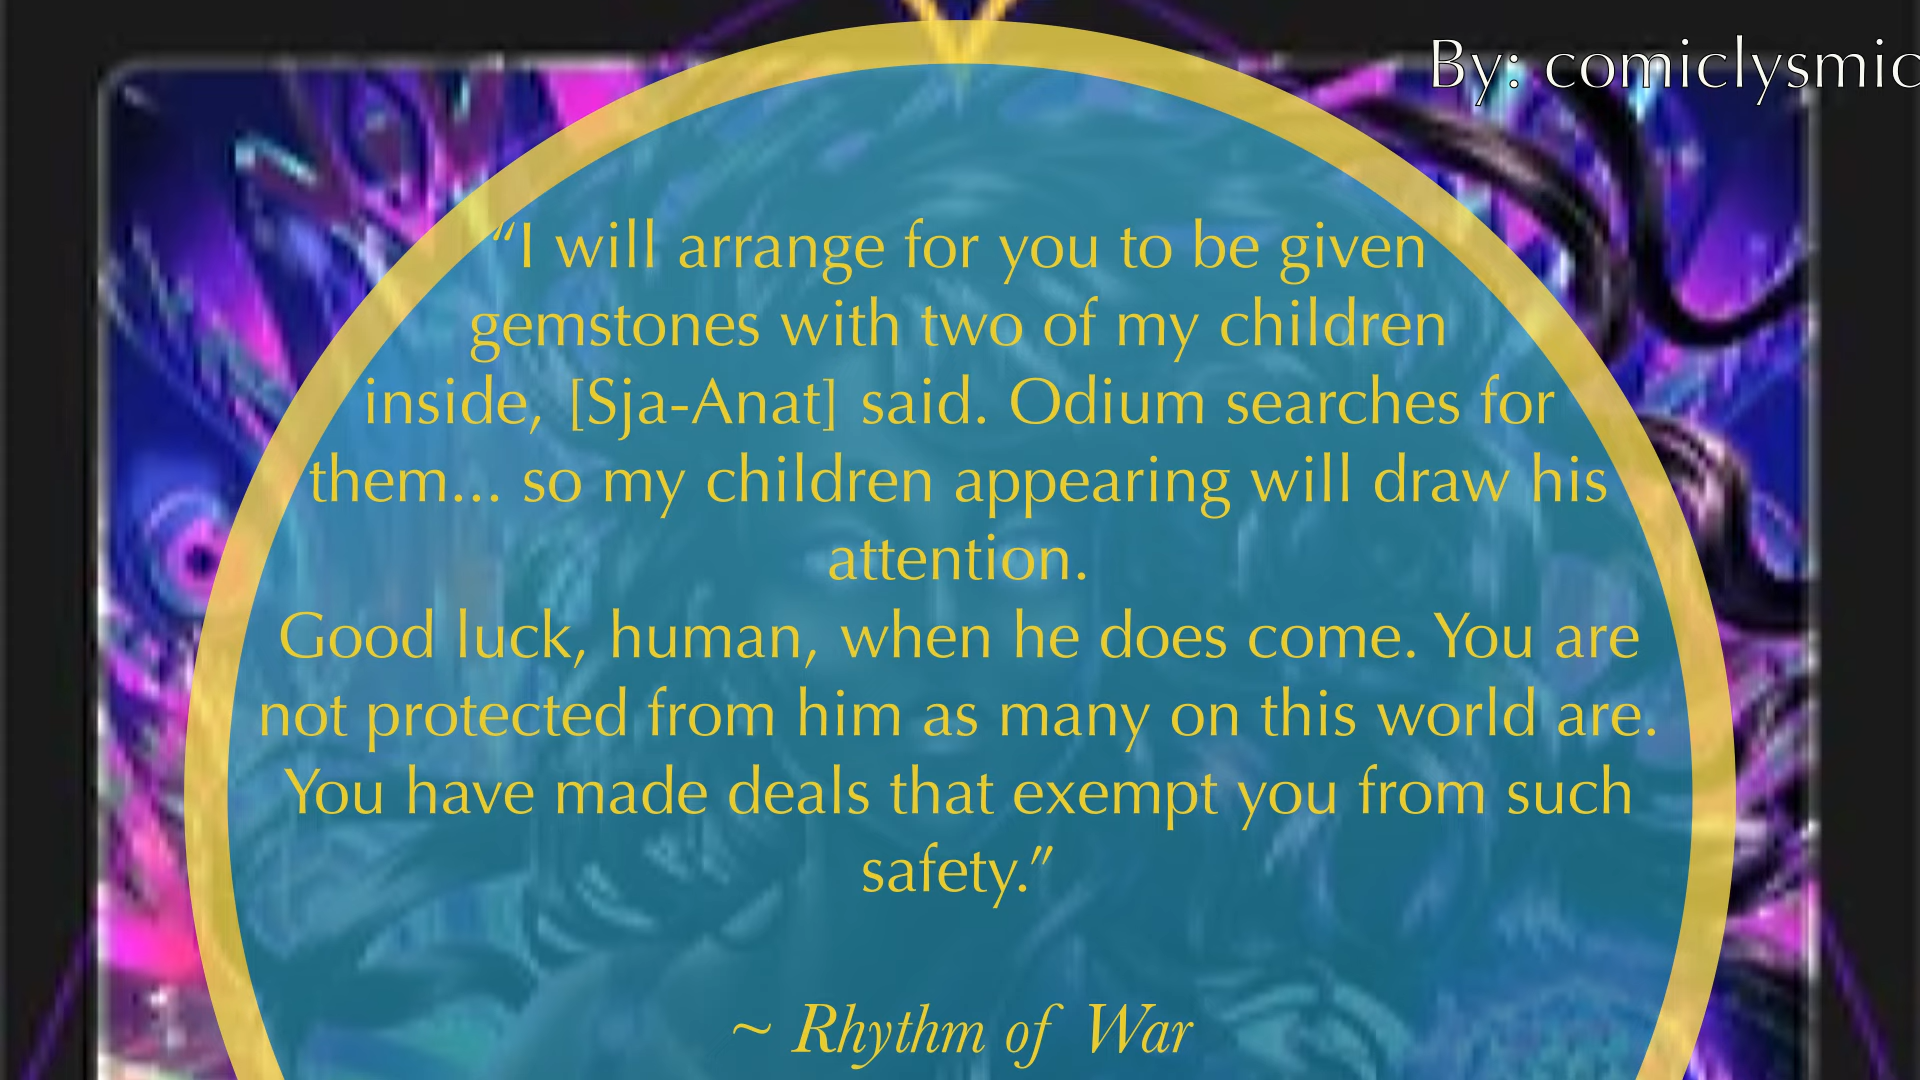 By: comiclysmic
“I will arrange for you to be given
gemstones with two of my children
inside, [Sja-Anat] said. Odium searches for
them... so my children appearing will draw his
attention.
Good luck, human, when he does come. You are
not protected from him as many on this world are.
You have made deals that exempt you from such
safety.”
~ Rhythm of War